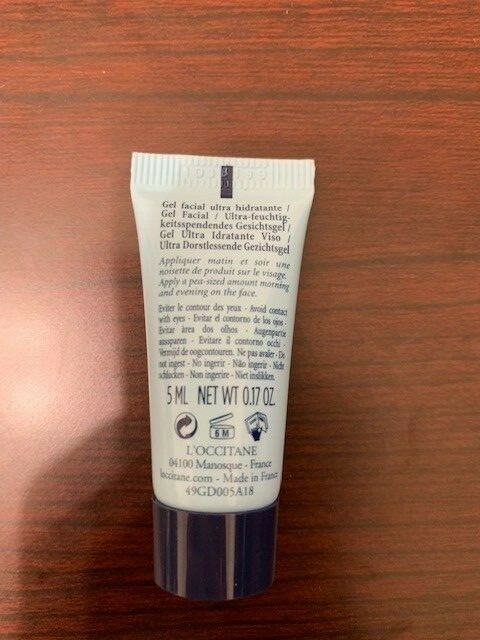 Gel facial ultra hidratante /
Gel Facial / Ultra-feuchtig-
keitsspendendes Gesichtsgel /
Gel Ultra Idratante Viso /
Ultra Dorstlessende Gezichtsgel
Appliquer matin et soir une
noisette de produit sur le visage.
Apply a pea-sized amount morning
and evening on the face.
Eviter le contour des yeux - Avoid contact
with eyes - Evitar el contorno de los ojos -
Evitar área dos olhos - Augenpartie
aussparen - Evitare il contorno occhi -
Vermijd de oogcontouren. Ne pas avaler - Do
not ingest - No ingerir - Não ingerir - Nicht
schlucken - Non ingerire - Niet inslikken.
5 ML NET WT 0.17 OZ.
6 M
L'OCCITANE
04100 Manosque - France
loccitane.com - Made in France
49GD005A18